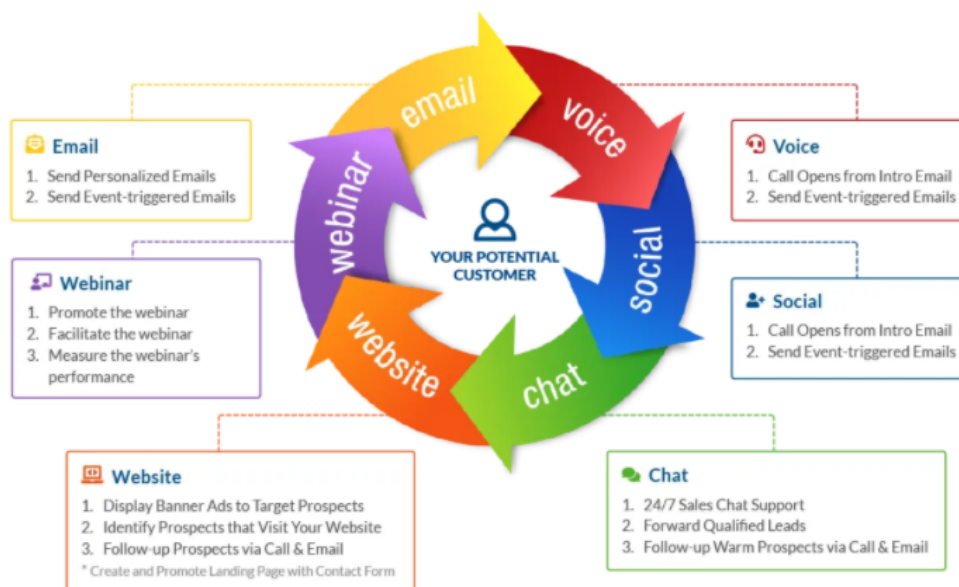 email
voice
social
chat
website
webinar
YOUR POTENTIAL
CUSTOMER
Email
1. Send Personalized Emails
2. Send Event-triggered Emails
Voice
1. Call Opens from Intro Email
2. Send Event-triggered Emails
Webinar
1. Promote the webinar
2. Facilitate the webinar
3. Measure the webinar's
performance
Social
1. Call Opens from Intro Email
2. Send Event-triggered Emails
Website
1. Display Banner Ads to Target Prospects
2. Identify Prospects that Visit Your Website
3. Follow-up Prospects via Call & Email
* Create and Promote Landing Page with Contact Form
Chat
1. 24/7 Sales Chat Support
2. Forward Qualified Leads
3. Follow-up Warm Prospects via Call & Email